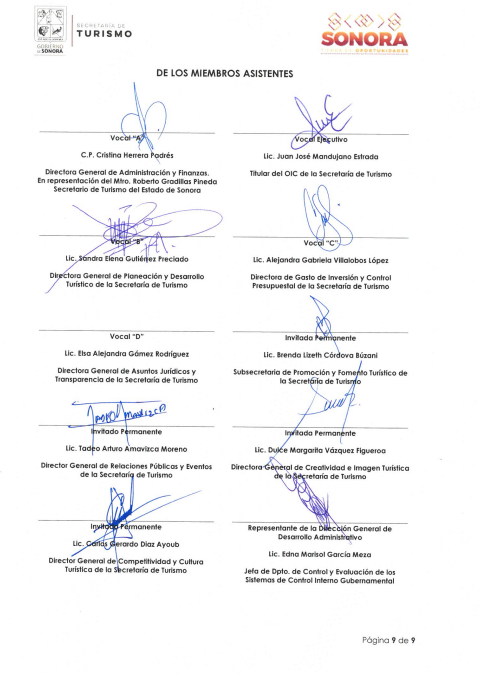 GOBIERNO
DE SONORA
SECRETARÍA DE
TURISMO
SONORA
TIERRA DE OPORTUNIDADES
DE LOS MIEMBROS ASISTENTES
Vocal "A"
C.P. Cristina Herrera Padrés
Directora General de Administración y Finanzas.
En representación del Mtro. Roberto Gradillas Pineda
Secretario de Turismo del Estado de Sonora
Vocal Ejecutivo
Lic. Juan José Mandujano Estrada
Titular del OIC de la Secretaría de Turismo
Vocal "B"
Lic. Sandra Elena Gutiérrez Preciado
Directora General de Planeación y Desarrollo
Turístico de la Secretaría de Turismo
Vocal "C"
Lic. Alejandra Gabriela Villalobos López
Directora de Gasto de Inversión y Control
Presupuestal de la Secretaría de Turismo
Vocal "D"
Lic. Elsa Alejandra Gámez Rodríguez
Directora General de Asuntos Jurídicos y
Transparencia de la Secretaría de Turismo
Invitada Permanente
Lic. Brenda Lizeth Córdova Búzani
Subsecretaria de Promoción y Fomento Turístico de
la Secretaría de Turismo
Invitado Permanente
Lic. Tadeo Arturo Amavizca Moreno
Director General de Relaciones Públicas y Eventos
de la Secretaría de Turismo
Invitada Permanente
Lic. Dulce Margarita Vázquez Figueroa
Directora General de Creatividad e Imagen Turística
de la Secretaría de Turismo
Invitado Permanente
Lic. Carlos Gerardo Diaz Ayoub
Director General de Competitividad y Cultura
Turística de la Secretaría de Turismo
Representante de la Dirección General de
Desarrollo Administrativo
Lic. Edna Marisol García Meza
Jefa de Dpto. de Control y Evaluación de los
Sistemas de Control Interno Gubernamental
Página 9 de 9